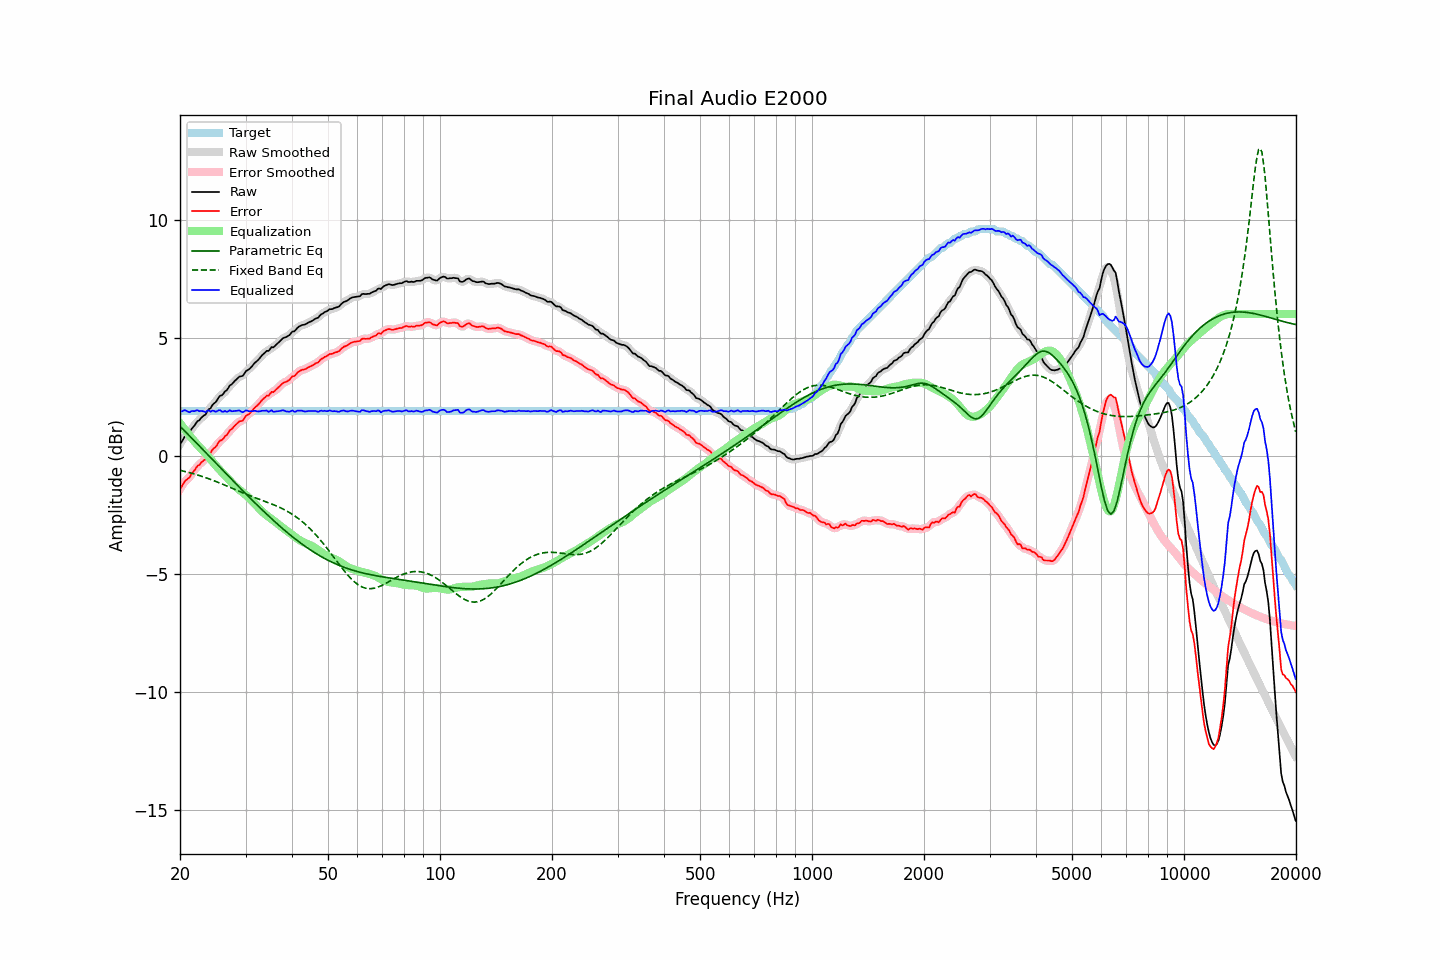 Final Audio E2000
Target
Raw Smoothed
Error Smoothed
Raw
Error
Equalization
Parametric Eq
Fixed Band Eq
Equalized
10
5
0
−5
−10
−15
Amplitude (dBr)
20 50 100 200 500 1000 2000 5000 10000 20000
Frequency (Hz)